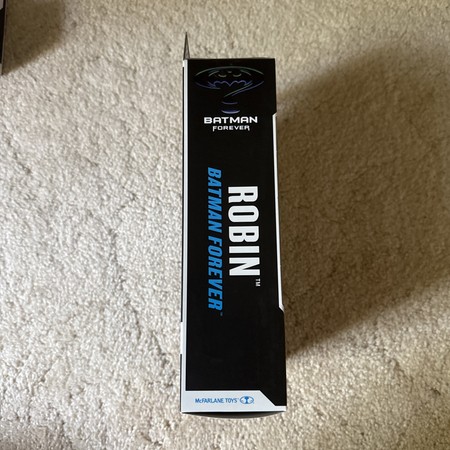 BATMAN
FOREVER
ROBIN™
BATMAN FOREVER™
McFARLANE TOYS